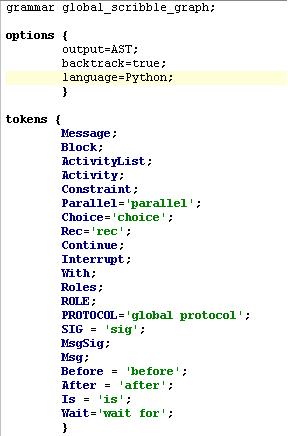 grammar global_scribble_graph;
options {
output=AST;
backtrack=true;
language=Python;
}
tokens {
Message;
Block;
ActivityList;
Activity;
Constraint;
Parallel='parallel';
Choice='choice';
Rec='rec';
Continue;
Interrupt;
With;
Roles;
ROLE;
PROTOCOL='global protocol';
SIG = 'sig';
MsgSig;
Msg;
Before = 'before';
After = 'after';
Is = 'is';
Wait='wait for';
}